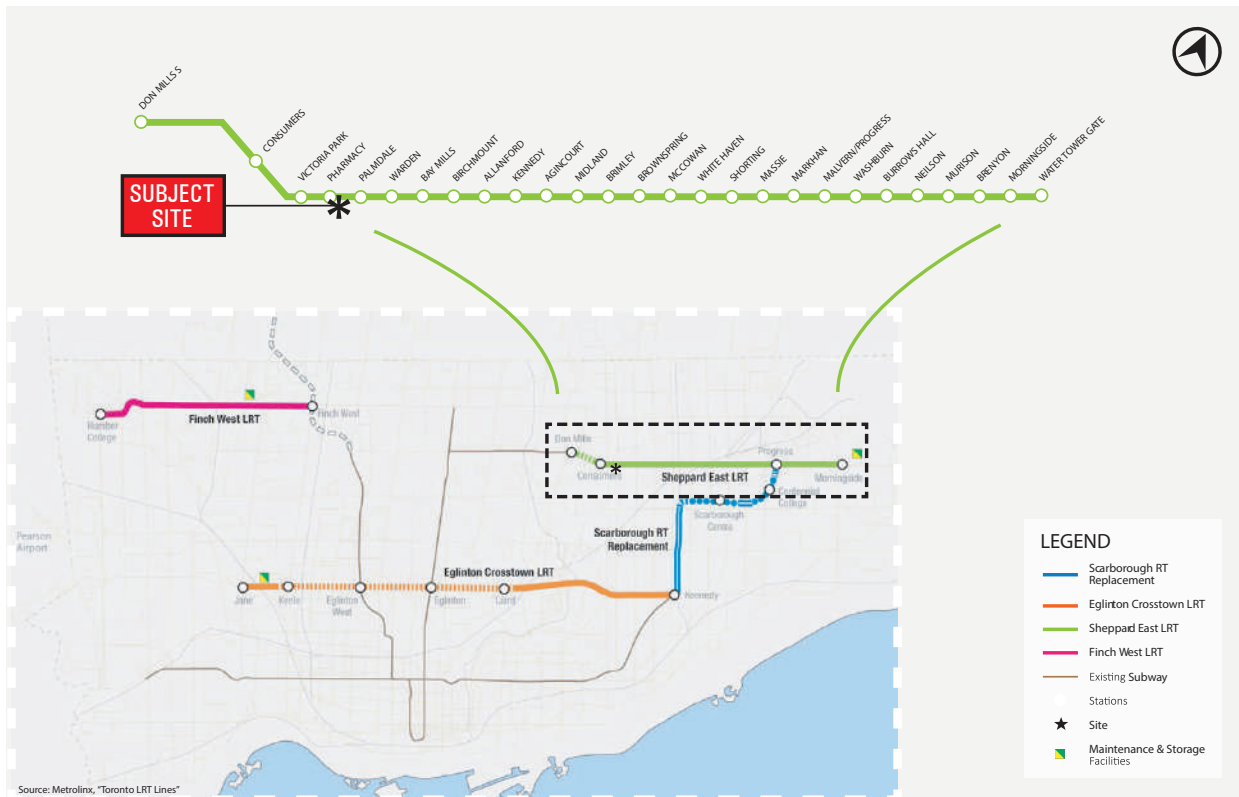 DON MILLS S
CONSUMERS
VICTORIA PARK
PHARMACY
PALMDALE
WARDEN
BAY MILLS
BIRCHMOUNT
ALLANFORD
KENNEDY
AGINCOURT
MIDLAND
BRIMLEY
BROWNSPRING
MCCOWAN
WHITE HAVEN
SHORTING
MASSIE
MARKHAN
MALVERN/PROGRESS
WASHBURN
BURROWS HALL
NEILSON
MURISON
BRENYON
MORNINGSIDE
WATER TOWER GATE
SUBJECT
SITE
Finch West
Finch West LRT
Humber
College
Don Mills
Consumers
Progress
Sheppard East LRT
Morningside
Centennial
College
Scarborough
Centre
Scarborough RT
Replacement
Pearson
Airport
Eglinton Crosstown LRT
Jane
Keele
Eglinton
West
Eglinton
Laird
Kennedy
LEGEND
Scarborough RT
Replacement
Eglinton Crosstown LRT
Sheppard East LRT
Finch West LRT
Existing Subway
Stations
Site
Maintenance & Storage
Facilities
Source: Metrolinx, "Toronto LRT Lines"